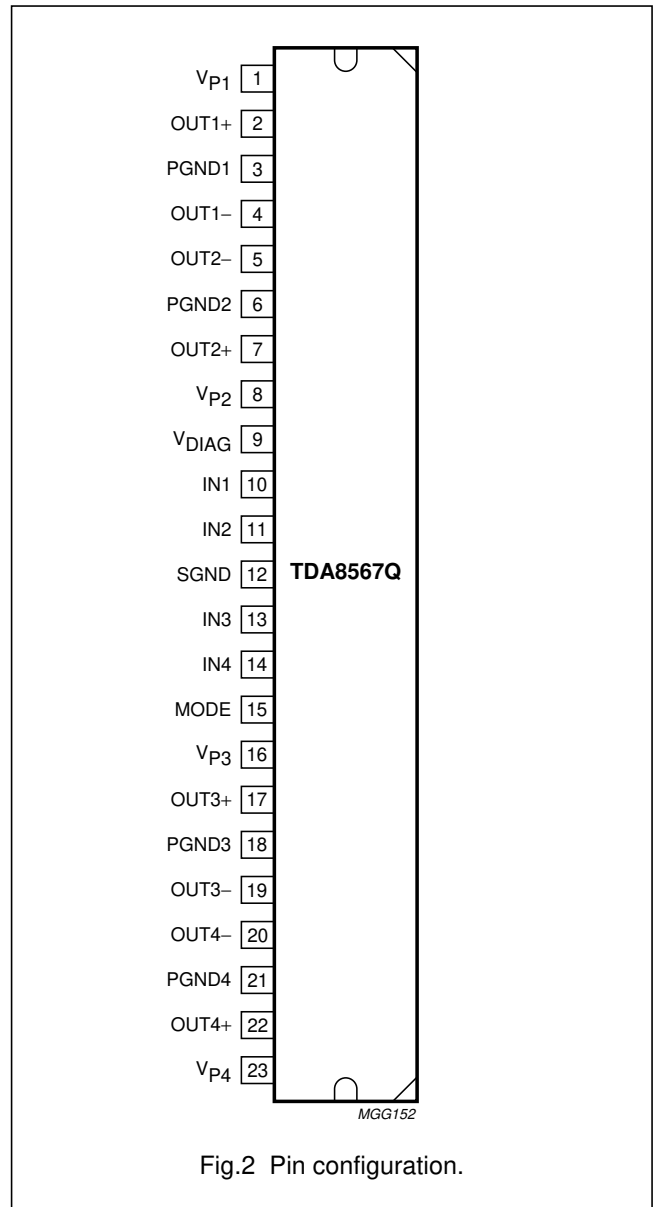 VP1 1
OUT1+ 2
PGND1 3
OUT1− 4
OUT2− 5
PGND2 6
OUT2+ 7
VP2 8
VDIAG 9
IN1 10
IN2 11
SGND 12 TDA8567Q
IN3 13
IN4 14
MODE 15
VP3 16
OUT3+ 17
PGND3 18
OUT3− 19
OUT4− 20
PGND4 21
OUT4+ 22
VP4 23
MGG152
Fig.2 Pin configuration.